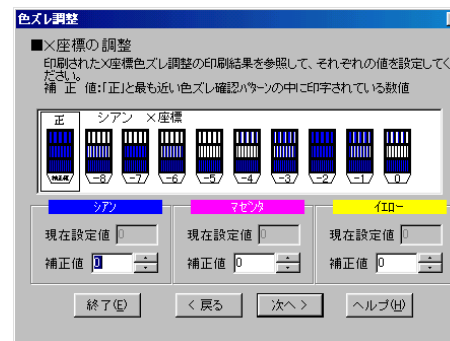 色ズレ調整
■X座標の調整
印刷されたX座標色ズレ調整の印刷結果を参照して、それぞれの値を設定してく
ださい。
補 正 値:「正」と最も近い色ズレ確認パターンの中に印字されている数値
正 シアン X座標
-8 -7 -6 -5 -4 -3 -2 -1 0
シアン マゼンタ イエロー
現在設定値 0 現在設定値 0 現在設定値 0
補正値 0 補正値 0 補正値 0
終了(E) < 戻る 次へ > ヘルプ(H)